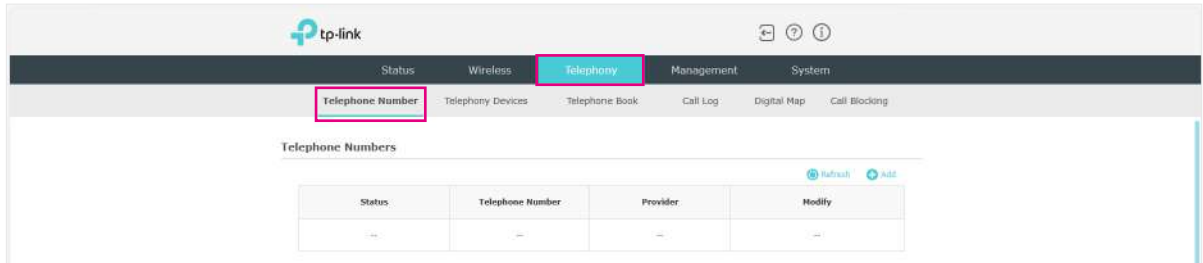 tp-link
Status Wireless Telephony Management System
Telephone Number Telephony Devices Telephone Book Call Log Digital Map Call Blocking
Telephone Numbers
Refresh Add
Status Telephone Number Provider Modify
-- -- -- --